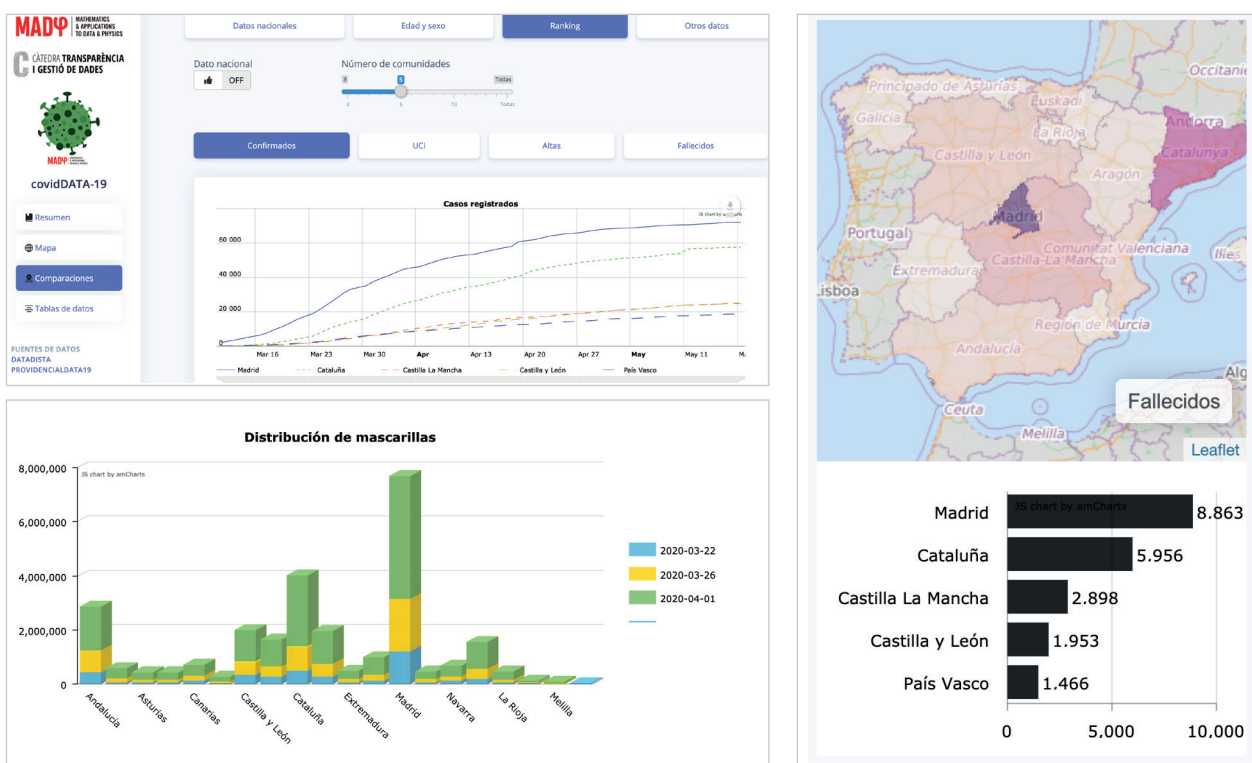 MADΨ
MATHEMATICS
& APPLICATIONS
TO DATA & PHYSICS
CÀTEDRA TRANSPARÈNCIA
I GESTIÓ DE DADES
MADΨ
covidDATA-19
Resumen
Mapa
Comparaciones
Tablas de datos
FUENTES DE DATOS
DATADISTA
PROVIDENCIALDATA19
Datos nacionales
Edad y sexo
Ranking
Otros datos
Dato nacional
OFF
Número de comunidades
3
5
Todas
3 5 10 Todas
Confirmados
UCI
Altas
Fallecidos
Casos registrados
JS chart by amCharts
60 000
40 000
20 000
0
Mar 16 Mar 23 Mar 30 Apr Apr 13 Apr 20 Apr 27 May May 11
Madrid Cataluña Castilla La Mancha Castilla y León País Vasco
Distribución de mascarillas
JS chart by amCharts
8,000,000
6,000,000
4,000,000
2,000,000
0
Andalucía Asturias Canarias Castilla y León Cataluña Extremadura Madrid Navarra La Rioja Melilla
2020-03-22
2020-03-26
2020-04-01
Occitanie
Principado de Asturias
Euskadi
Galicia
La Rioja
Andorra
Castilla y León
Catalunya
Aragón
Madrid
Portugal
Comunitat Valenciana
Castilla-La Mancha
Illes
Extremadura
Lisboa
Región de Murcia
Andalucía
Alg
Ceuta
Fallecidos
Melilla
Leaflet
JS chart by amCharts
Madrid 8.863
Cataluña 5.956
Castilla La Mancha 2.898
Castilla y León 1.953
País Vasco 1.466
0 5,000 10,000